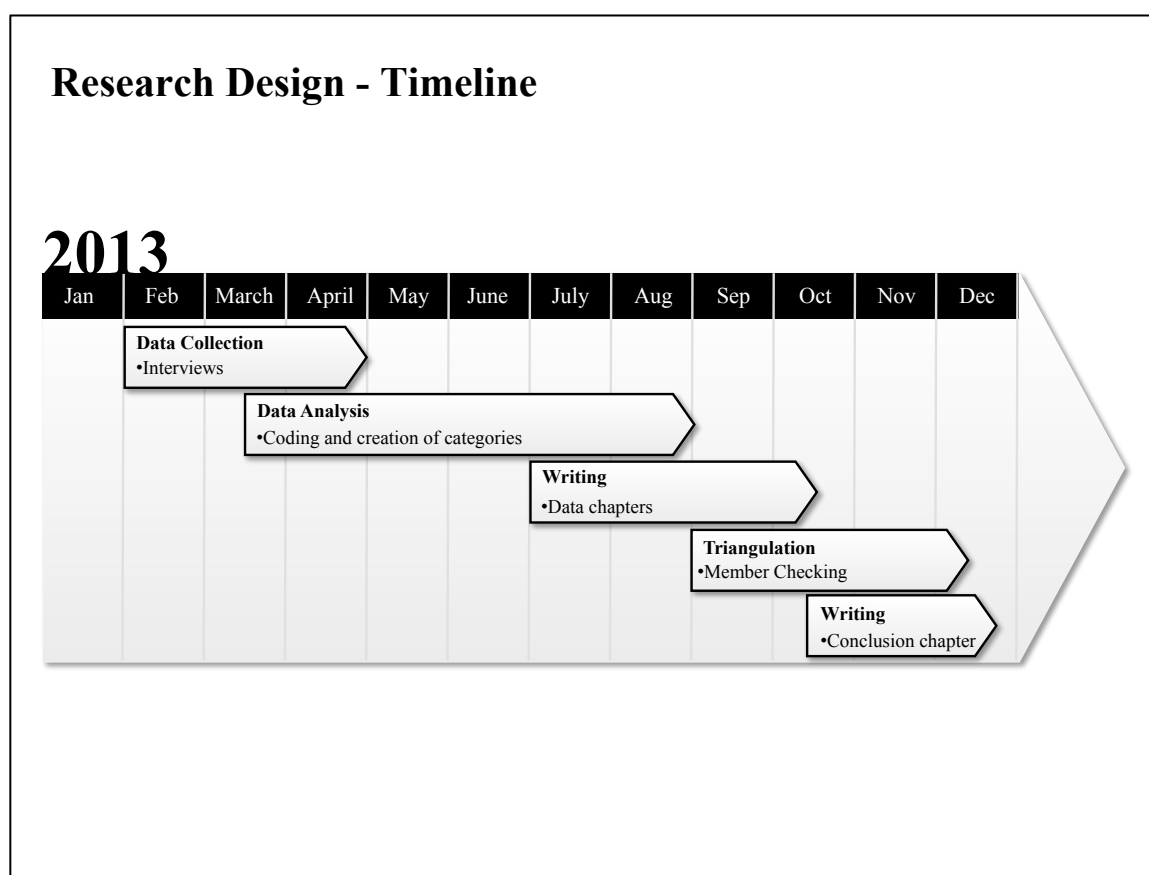 Research Design - Timeline
2013
Jan Feb March April May June July Aug Sep Oct Nov Dec
Data Collection
•Interviews
Data Analysis
•Coding and creation of categories
Writing
•Data chapters
Triangulation
•Member Checking
Writing
•Conclusion chapter